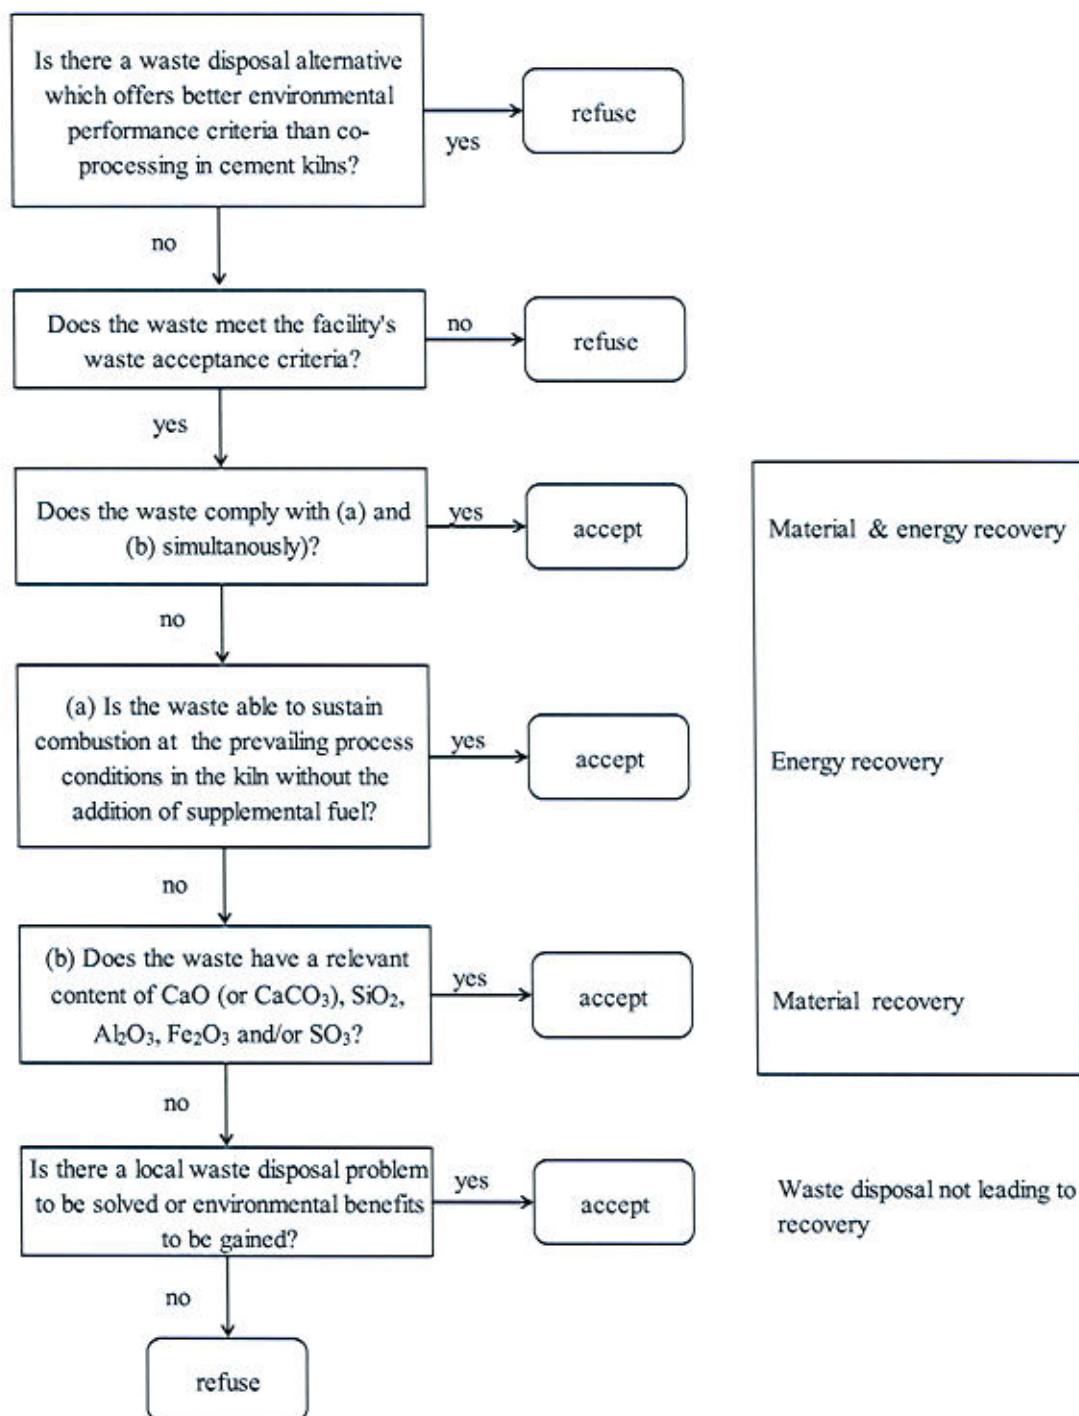 Is there a waste disposal alternative
which offers better environmental
performance criteria than co-
processing in cement kilns?
yes
refuse
no
Does the waste meet the facility's
waste acceptance criteria?
no
refuse
yes
Does the waste comply with (a) and
(b) simultanously)?
yes
accept
Material & energy recovery
no
(a) Is the waste able to sustain
combustion at the prevailing process
conditions in the kiln without the
addition of supplemental fuel?
yes
accept
Energy recovery
no
(b) Does the waste have a relevant
content of CaO (or CaCO₃), SiO₂,
Al₂O₃, Fe₂O₃ and/or SO₃?
yes
accept
Material recovery
no
Is there a local waste disposal problem
to be solved or environmental benefits
to be gained?
yes
accept
Waste disposal not leading to
recovery
no
refuse